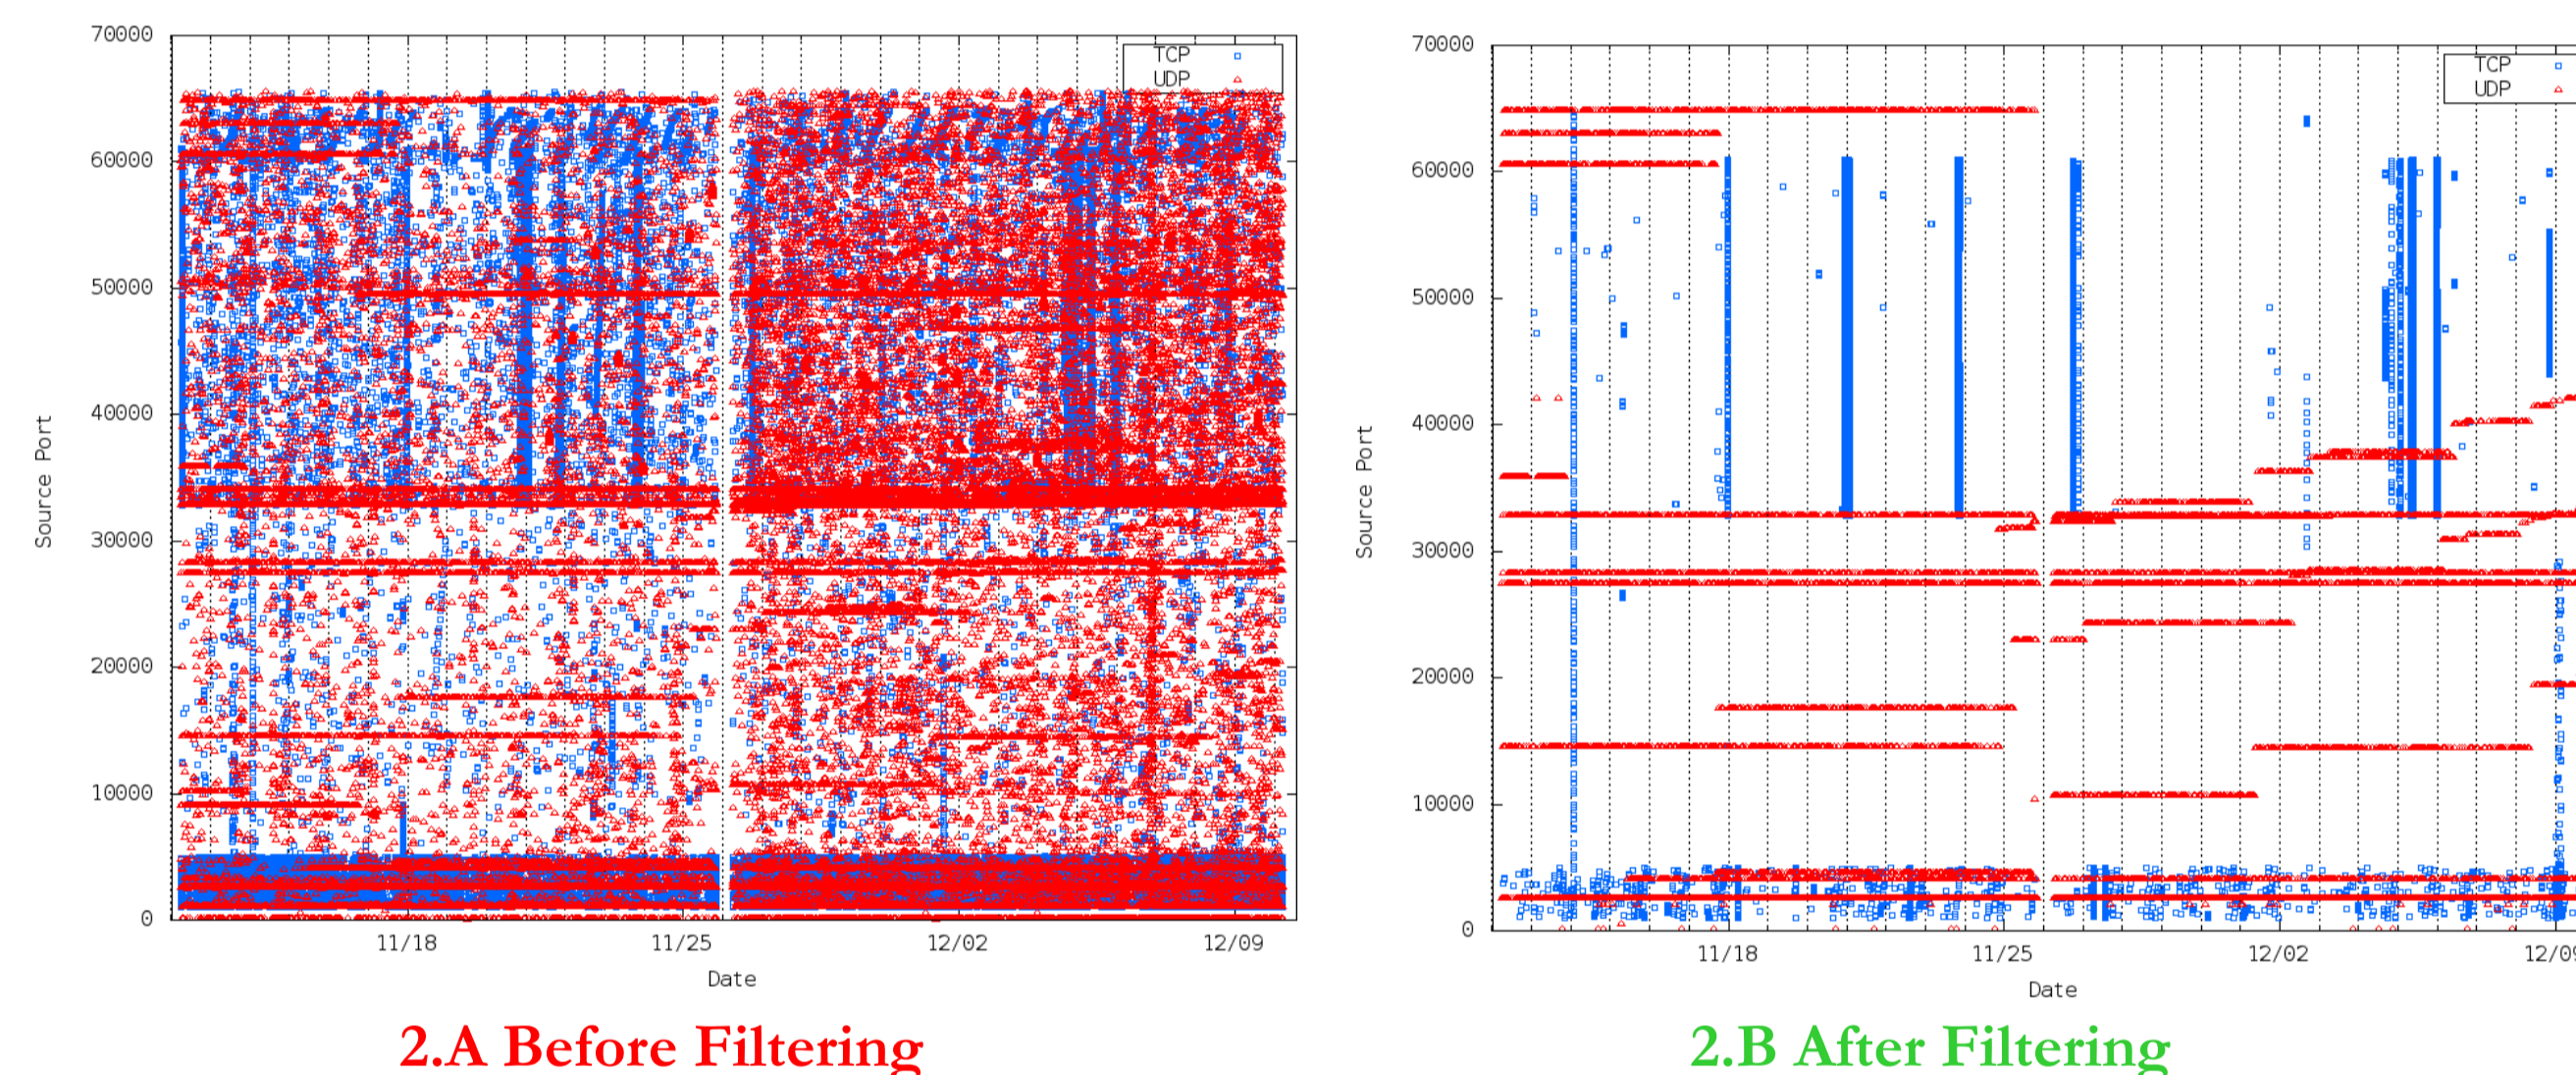 70000
60000
50000
40000
30000
20000
10000
0
Source Port
TCP
UDP
11/18 11/25 12/02 12/09
Date
2.A Before Filtering
70000
60000
50000
40000
30000
20000
10000
0
Source Port
TCP
UDP
11/18 11/25 12/02 12/09
Date
2.B After Filtering